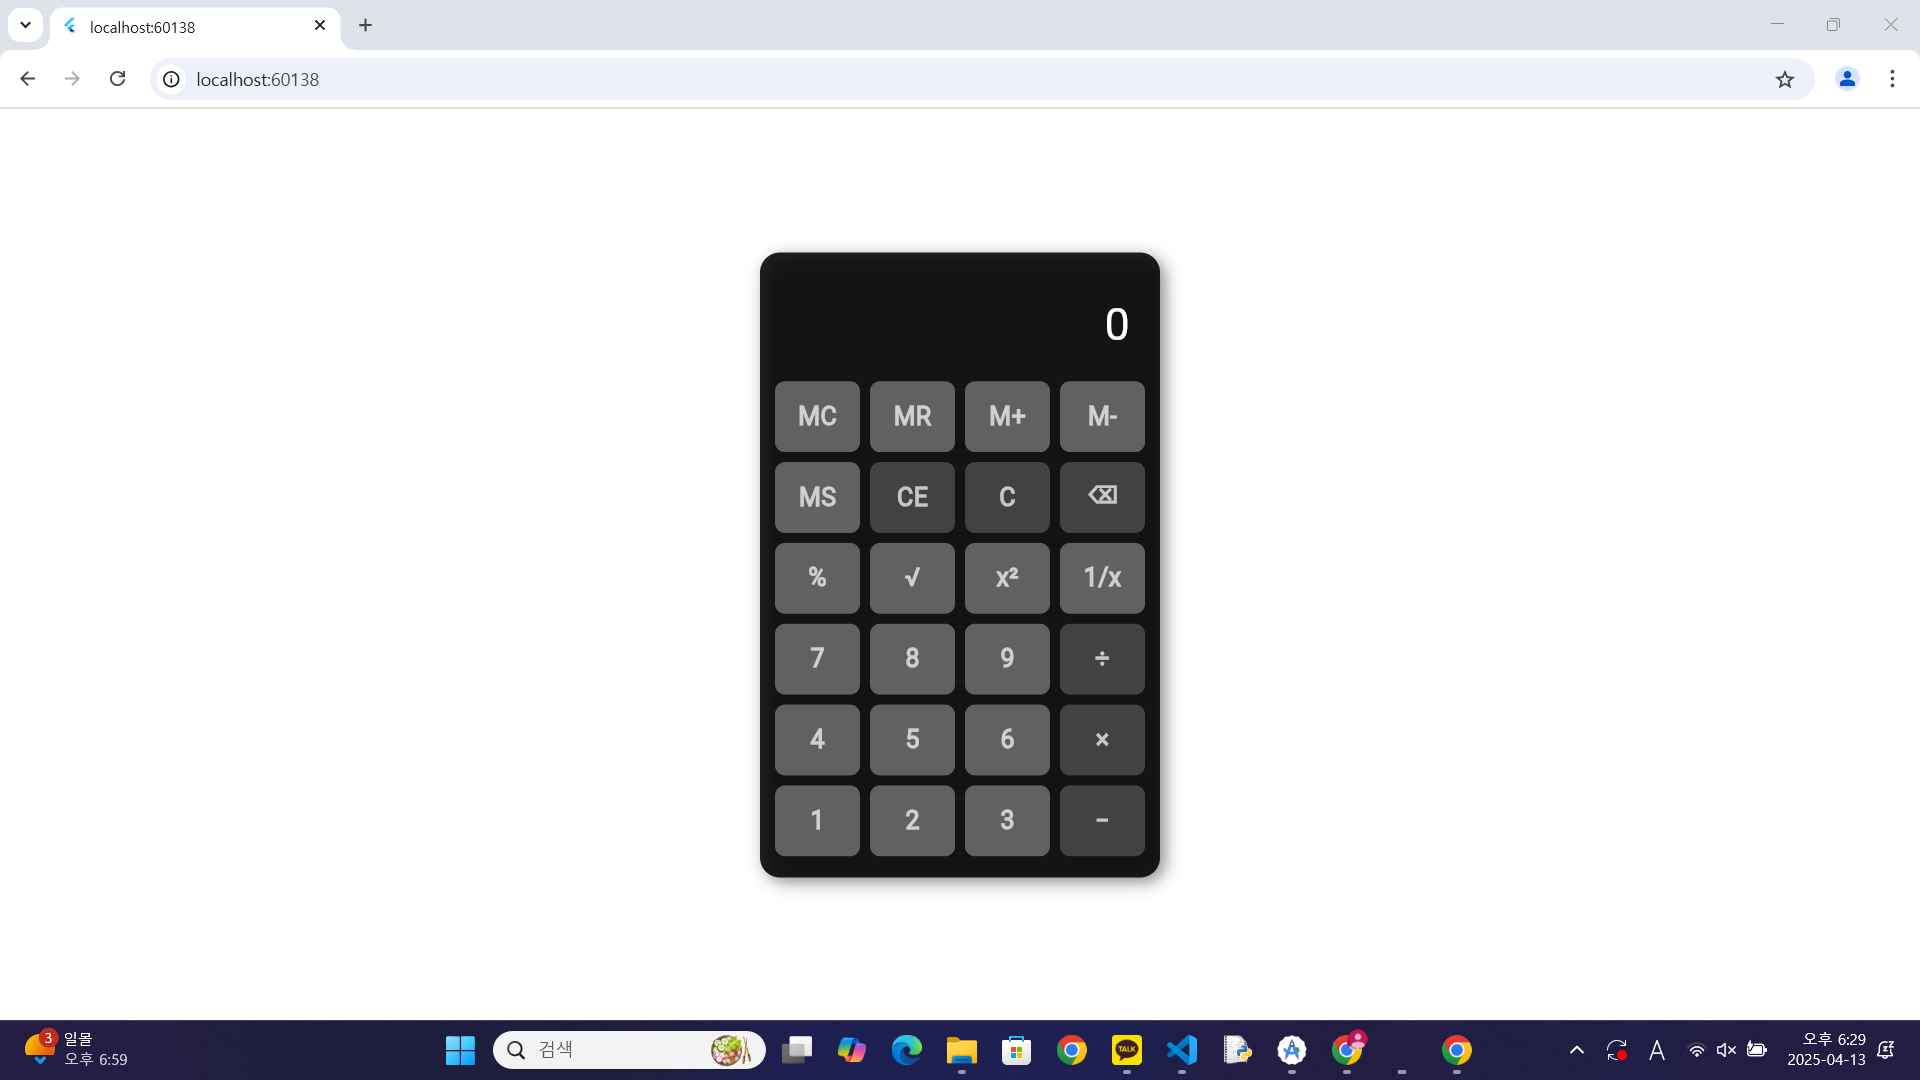 localhost:60138
localhost:60138
0
MC MR M+ M-
MS CE C ⌫
% √ x² 1/x
7 8 9 ÷
4 5 6 ×
1 2 3 −
3 일몰
오후 6:59
검색
TALK
A
오후 6:29
2025-04-13